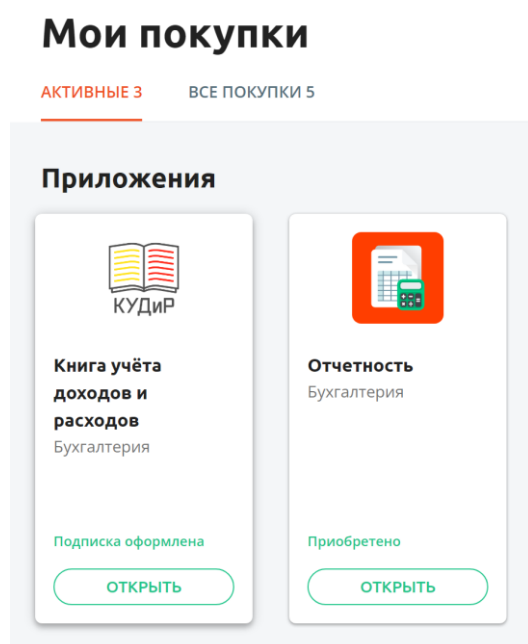 Мои покупки
АКТИВНЫЕ 3 ВСЕ ПОКУПКИ 5
Приложения
КУДиР
Книга учёта
доходов и
расходов
Бухгалтерия
Подписка оформлена
ОТКРЫТЬ
Отчетность
Бухгалтерия
Приобретено
ОТКРЫТЬ